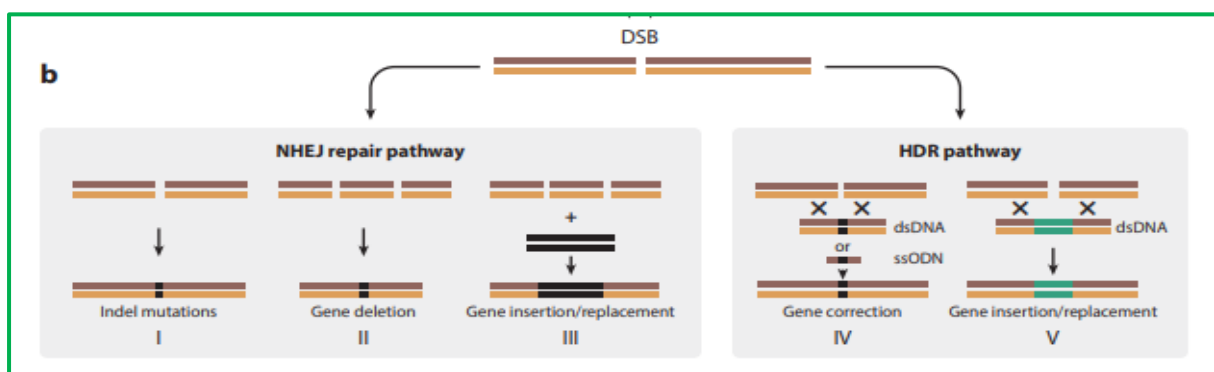 DSB
b
NHEJ repair pathway
HDR pathway
+
dsDNA
or
ssODN
dsDNA
Indel mutations
Gene deletion
Gene insertion/replacement
Gene correction
Gene insertion/replacement
I
II
III
IV
V